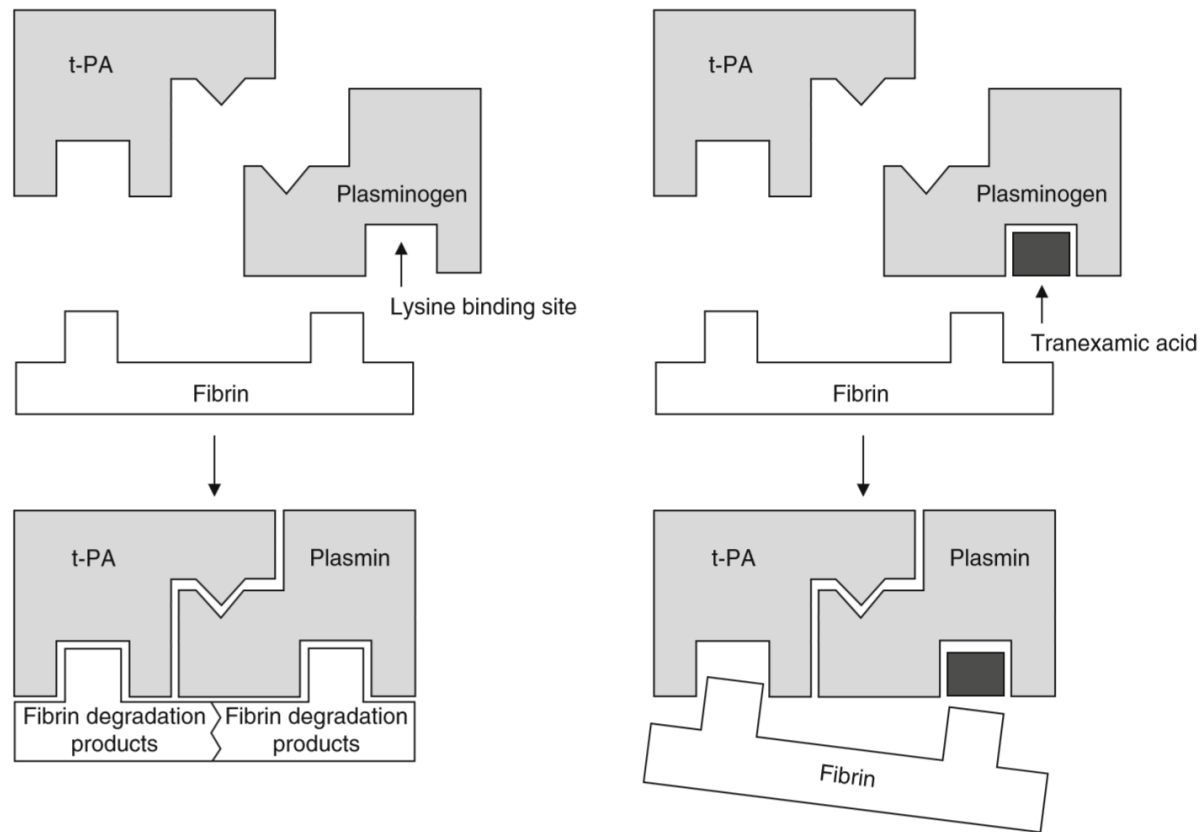 t-PA
Plasminogen
Lysine binding site
Fibrin
t-PA
Plasmin
Fibrin degradation
products
Fibrin degradation
products
t-PA
Plasminogen
Tranexamic acid
Fibrin
t-PA
Plasmin
Fibrin